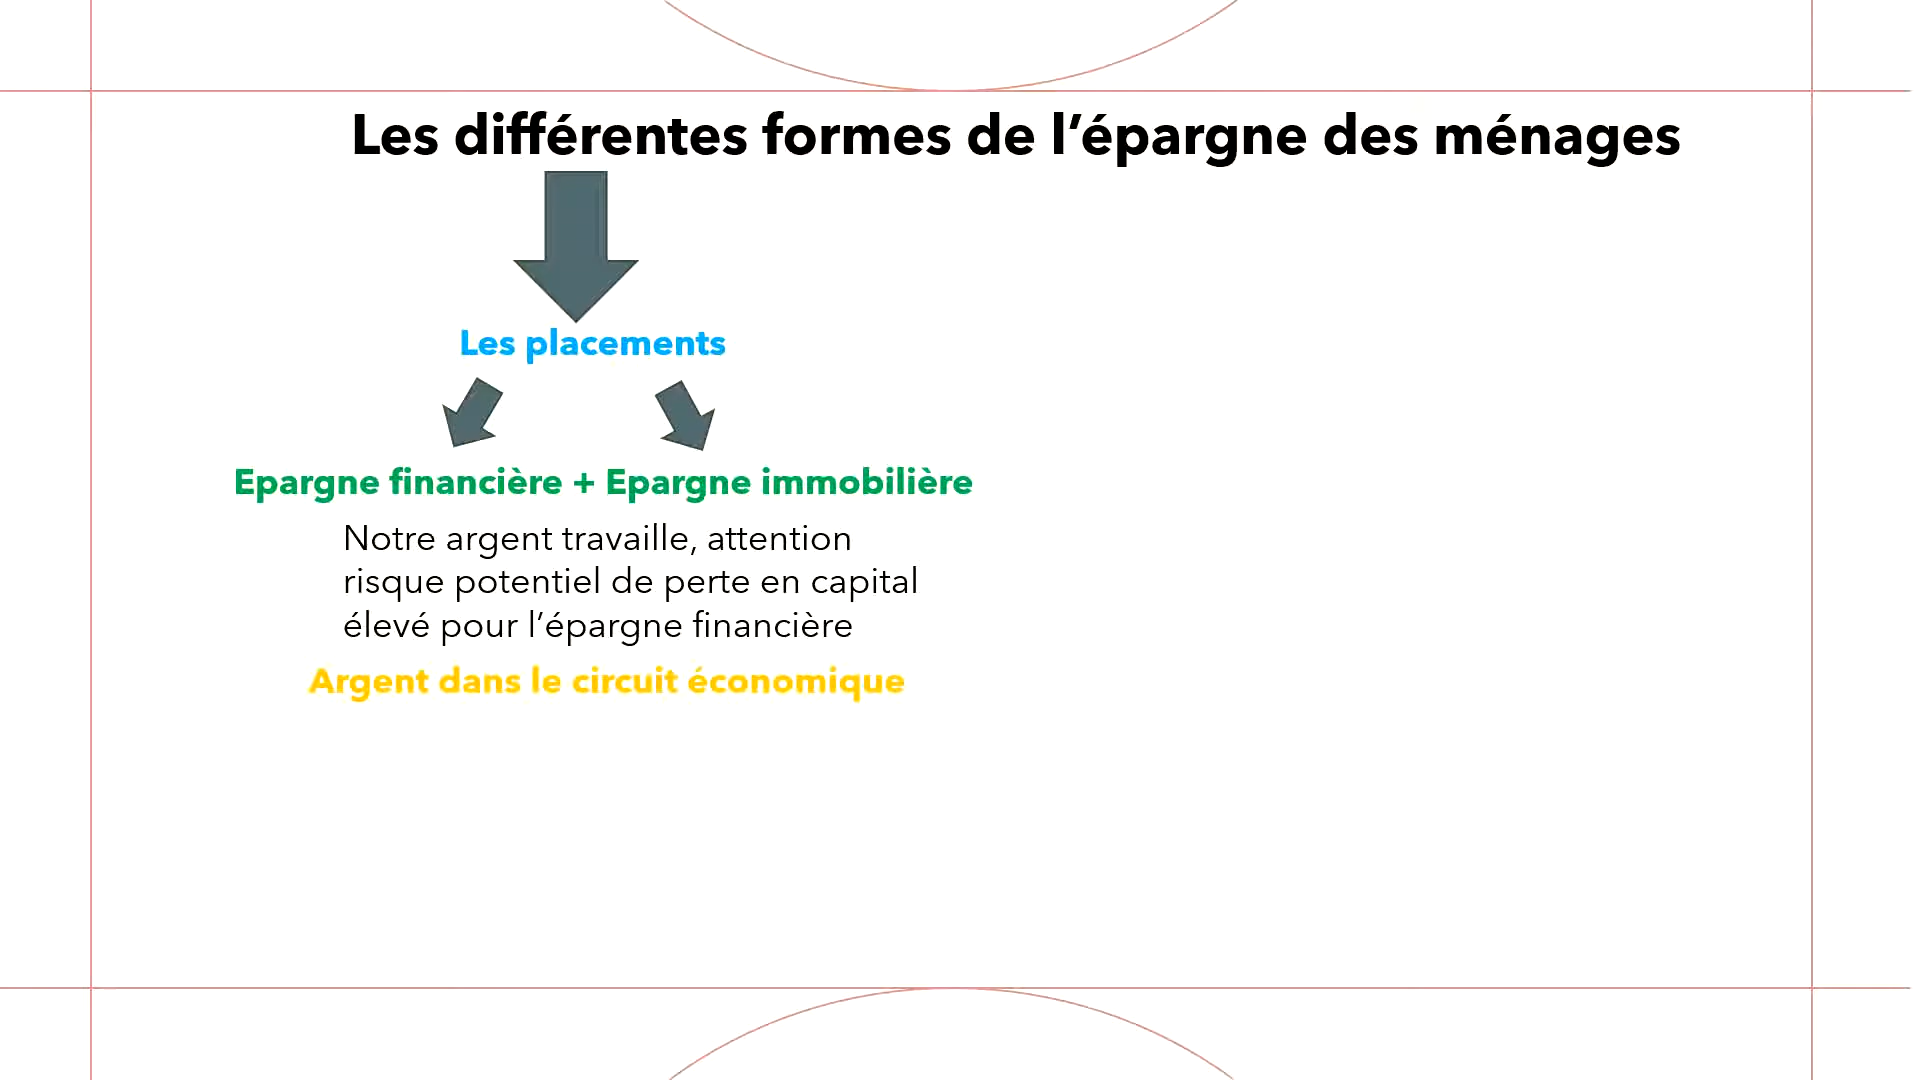 Les différentes formes de l’épargne des ménages
Les placements
Epargne financière + Epargne immobilière
Notre argent travaille, attention
risque potentiel de perte en capital
élevé pour l’épargne financière
Argent dans le circuit économique